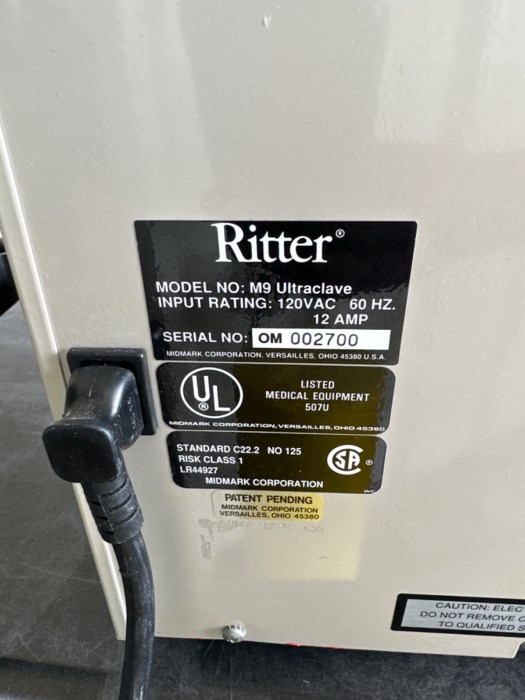 Ritter®
MODEL NO: M9 Ultraclave
INPUT RATING: 120VAC 60 HZ.
12 AMP
SERIAL NO: OM 002700
MIDMARK CORPORATION, VERSAILLES, OHIO 45380 U.S.A.
UL®
LISTED
MEDICAL EQUIPMENT
507U
MIDMARK CORPORATION, VERSAILLES, OHIO 45380
STANDARD C22.2 NO 125
RISK CLASS 1
LR44927
SA®
MIDMARK CORPORATION
PATENT PENDING
MIDMARK CORPORATION
VERSAILLES, OHIO 45380
CAUTION: ELEC
DO NOT REMOVE C
TO QUALIFIED S